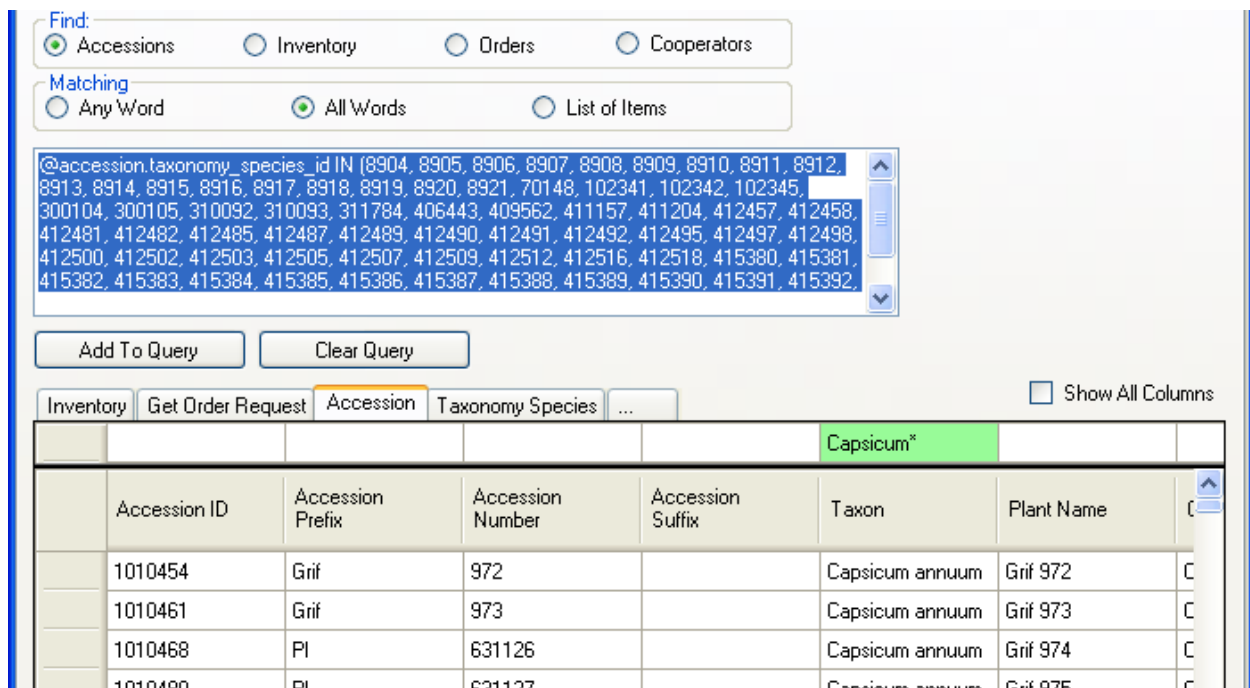 Find:
Accessions Inventory Orders Cooperators
Matching
Any Word All Words List of Items
@accession.taxonomy_species_id IN (8904, 8905, 8906, 8907, 8908, 8909, 8910, 8911, 8912,
8913, 8914, 8915, 8916, 8917, 8918, 8919, 8920, 8921, 70148, 102341, 102342, 102345,
300104, 300105, 310092, 310093, 311784, 406443, 409562, 411157, 411204, 412457, 412458,
412481, 412482, 412485, 412487, 412489, 412490, 412491, 412492, 412495, 412497, 412498,
412500, 412502, 412503, 412505, 412507, 412509, 412512, 412516, 412518, 415380, 415381,
415382, 415383, 415384, 415385, 415386, 415387, 415388, 415389, 415390, 415391, 415392,
Add To Query Clear Query
Show All Columns
Inventory Get Order Request Accession Taxonomy Species ...
Capsicum*
Accession ID Accession Prefix Accession Number Accession Suffix Taxon Plant Name
1010454 Grif 972 Capsicum annuum Grif 972
1010461 Grif 973 Capsicum annuum Grif 973
1010468 PI 631126 Capsicum annuum Grif 974